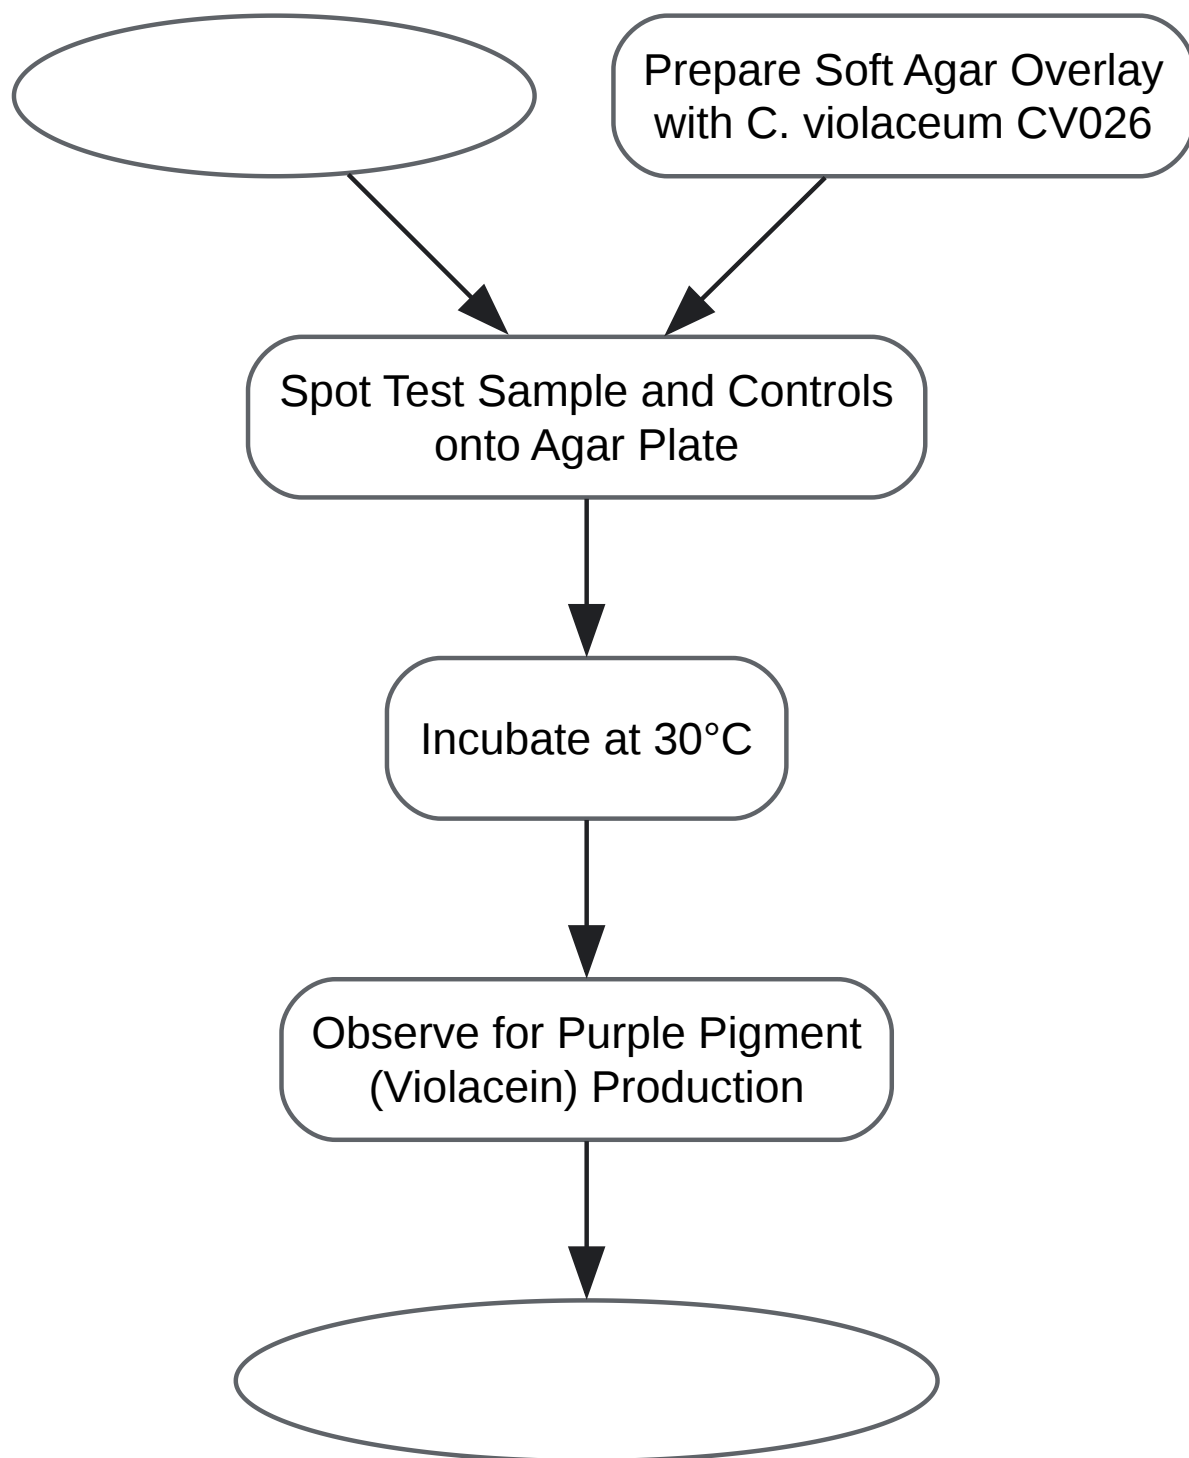 Prepare Soft Agar Overlay
with C. violaceum CV026
Spot Test Sample and Controls
onto Agar Plate
Incubate at 30°C
Observe for Purple Pigment
(Violacein) Production